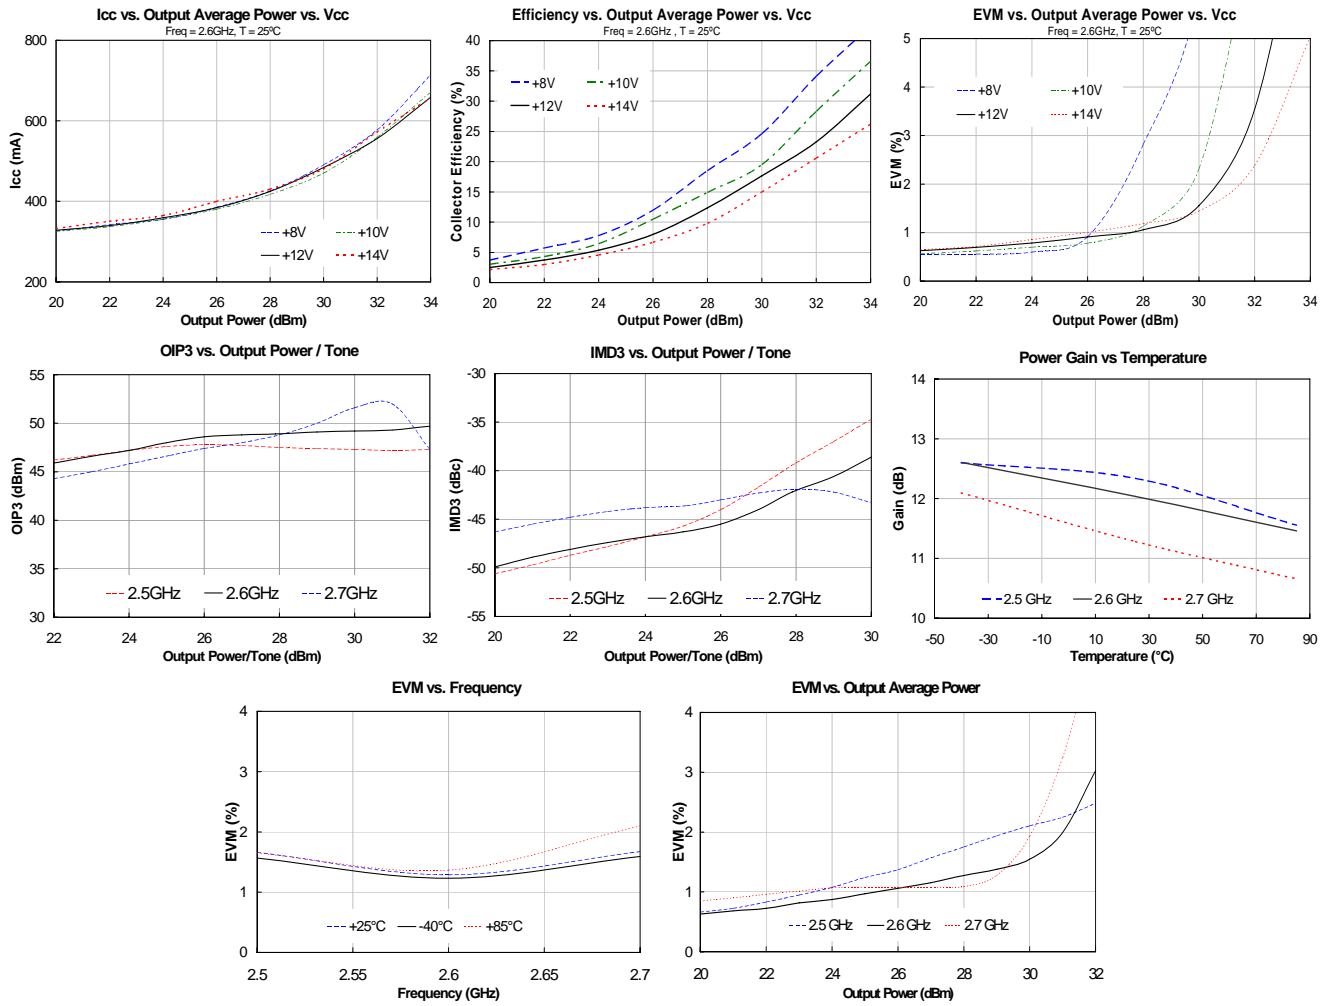 Icc vs. Output Average Power vs. Vcc
Freq = 2.6GHz, T = 25ºC
800
600
400
200
Icc (mA)
+8V
+10V
+12V
+14V
20 22 24 26 28 30 32 34
Output Power (dBm)
Efficiency vs. Output Average Power vs. Vcc
Freq = 2.6GHz , T = 25ºC
40
35
30
25
20
15
10
5
0
Collector Efficiency (%)
+8V
+10V
+12V
+14V
20 22 24 26 28 30 32 34
Output Power (dBm)
EVM vs. Output Average Power vs. Vcc
Freq = 2.6GHz, T = 25ºC
5
4
3
2
1
0
EVM (%)
+8V
+10V
+12V
+14V
20 22 24 26 28 30 32 34
Output Power (dBm)
OIP3 vs. Output Power / Tone
55
50
45
40
35
30
OIP3 (dBm)
2.5GHz 2.6GHz 2.7GHz
22 24 26 28 30 32
Output Power/Tone (dBm)
IMD3 vs. Output Power / Tone
-30
-35
-40
-45
-50
-55
IMD3 (dBc)
2.5GHz 2.6GHz 2.7GHz
20 22 24 26 28 30
Output Power/Tone (dBm)
Power Gain vs Temperature
14
13
12
11
10
Gain (dB)
2.5 GHz 2.6 GHz 2.7 GHz
-50 -30 -10 10 30 50 70 90
Temperature (°C)
EVM vs. Frequency
4
3
2
1
0
EVM (%)
+25ºC -40ºC +85ºC
2.5 2.55 2.6 2.65 2.7
Frequency (GHz)
EVM vs. Output Average Power
4
3
2
1
0
EVM (%)
2.5 GHz 2.6 GHz 2.7 GHz
20 22 24 26 28 30 32
Output Power (dBm)